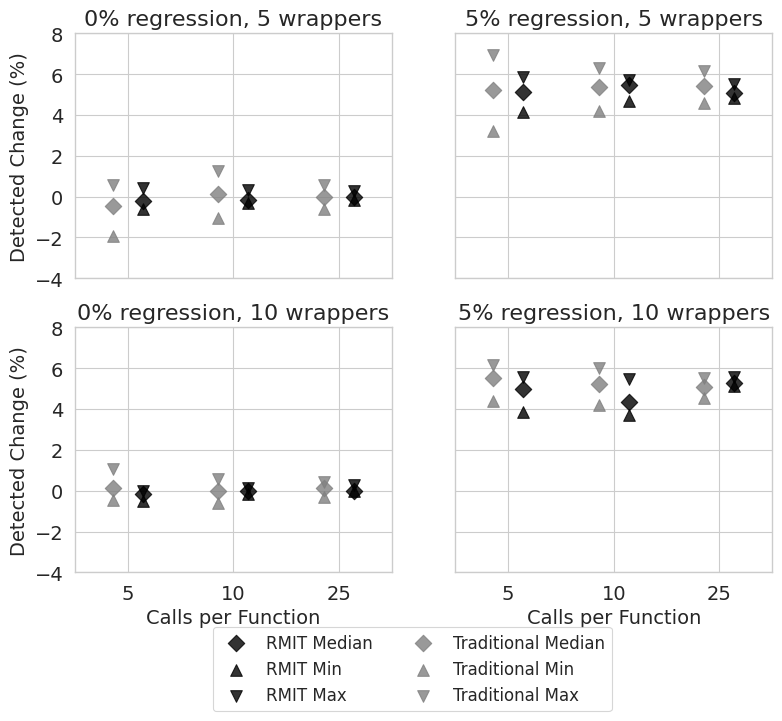 0% regression, 5 wrappers
5% regression, 5 wrappers
Detected Change (%)
8
6
4
2
0
−2
−4
0% regression, 10 wrappers
5% regression, 10 wrappers
Detected Change (%)
8
6
4
2
0
−2
−4
5 10 25
5 10 25
Calls per Function
Calls per Function
RMIT Median
RMIT Min
RMIT Max
Traditional Median
Traditional Min
Traditional Max